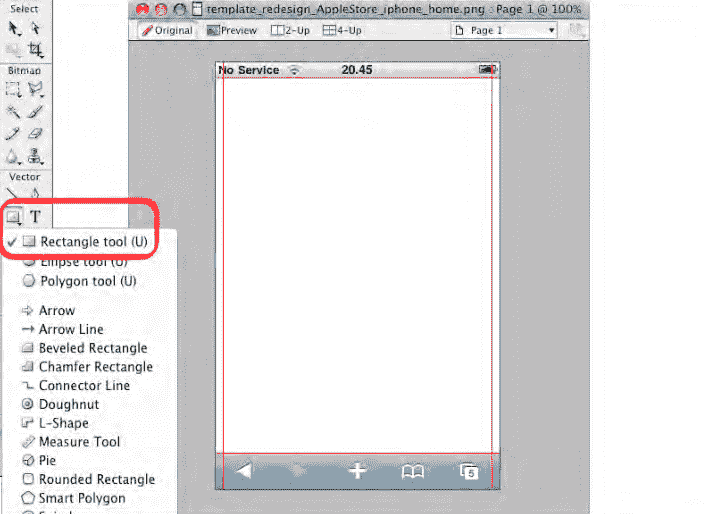 Select
Bitmap
Vector
T
Rectangle tool (U)
Ellipse tool (U)
Polygon tool (U)
Arrow
Arrow Line
Beveled Rectangle
Chamfer Rectangle
Connector Line
Doughnut
L-Shape
Measure Tool
Pie
Rounded Rectangle
Smart Polygon
template_redesign_AppleStore_iphone_home.png : Page 1 @ 100%
Original Preview 2-Up 4-Up Page 1
No Service 20.45
5